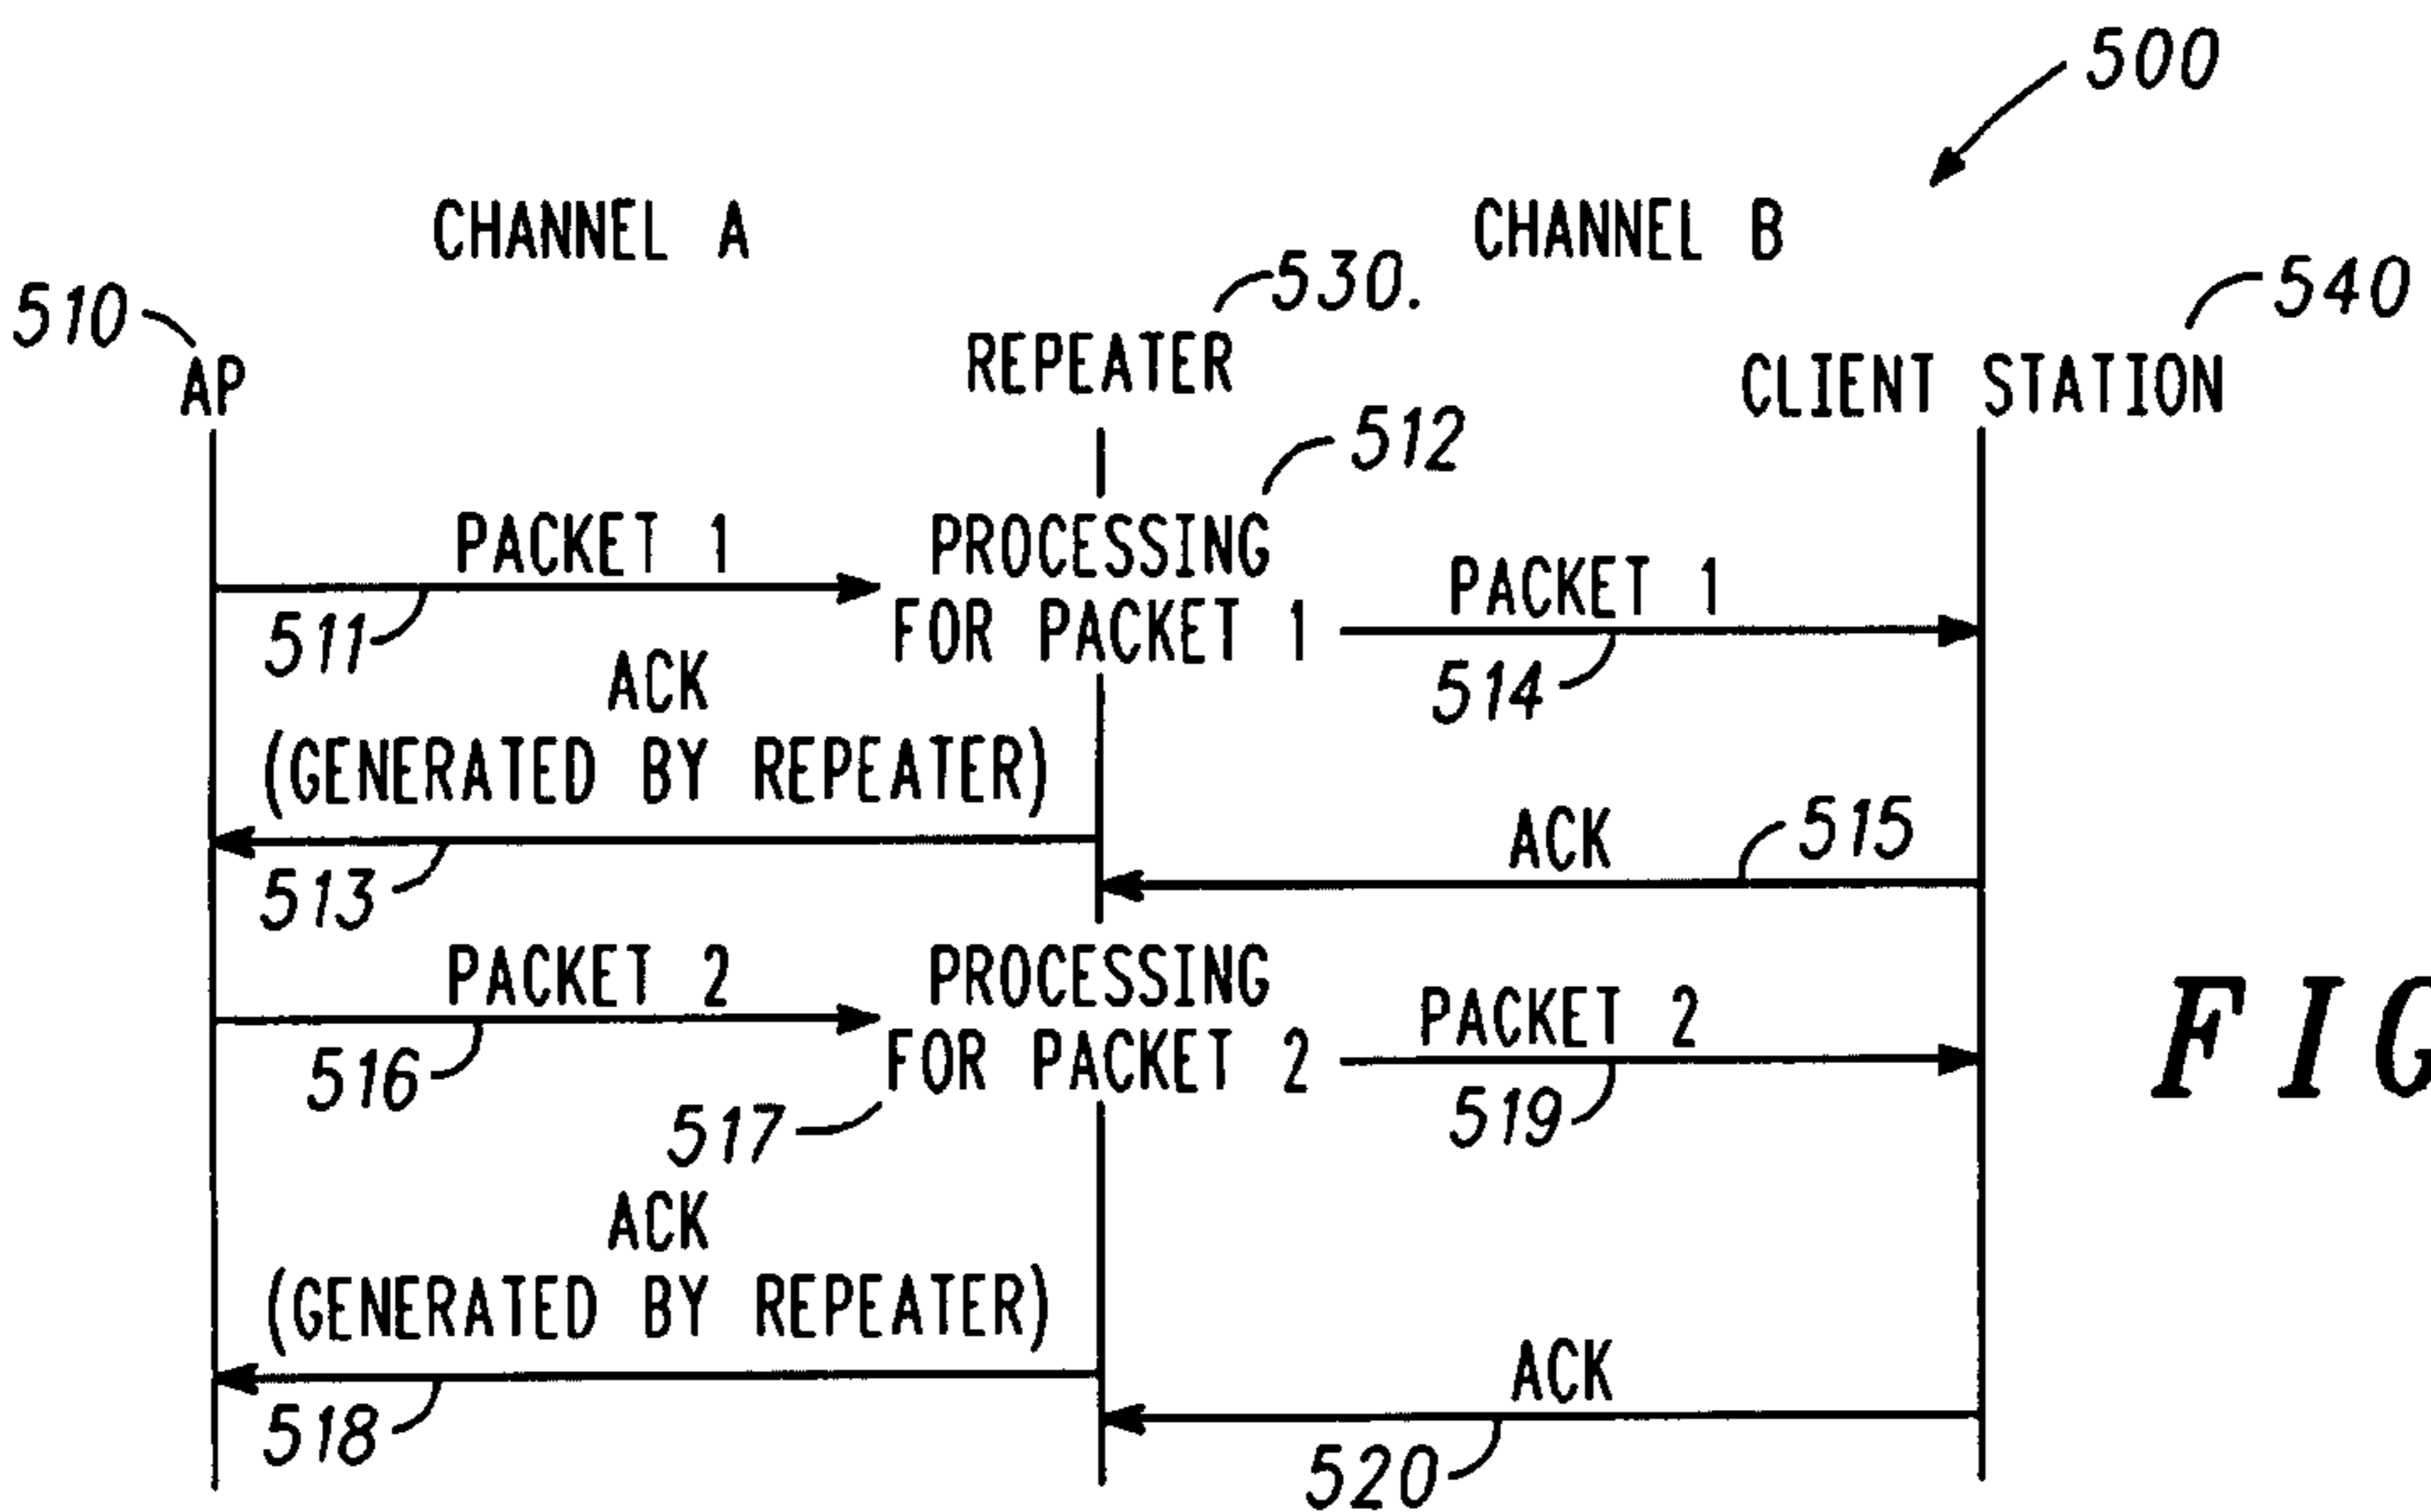 500
CHANNEL A
CHANNEL B
530.
510
540
AP
REPEATER
CLIENT STATION
512
PACKET 1
PROCESSING
FOR PACKET 1
PACKET 1
511
514
ACK
(GENERATED BY REPEATER)
ACK
515
513
PACKET 2
PROCESSING
FOR PACKET 2
PACKET 2
FIG
516
517
519
ACK
(GENERATED BY REPEATER)
ACK
518
520